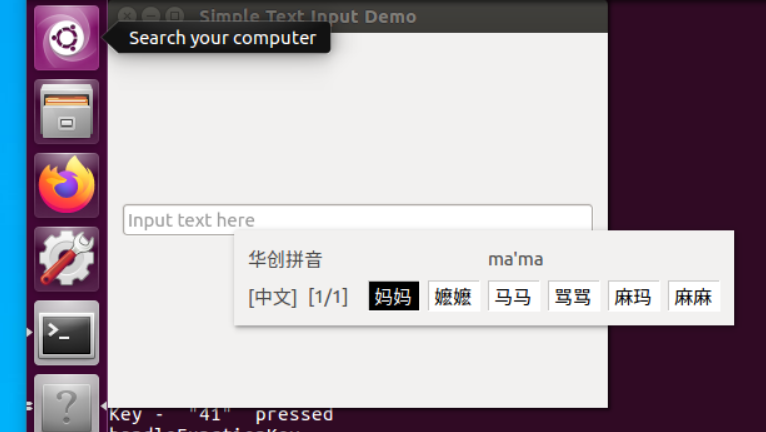 Simple Text Input Demo
Search your computer
Input text here
华创拼音 ma'ma
[中文] [1/1] 妈妈 嬷嬷 马马 骂骂 麻玛 麻麻
Key - "41" pressed